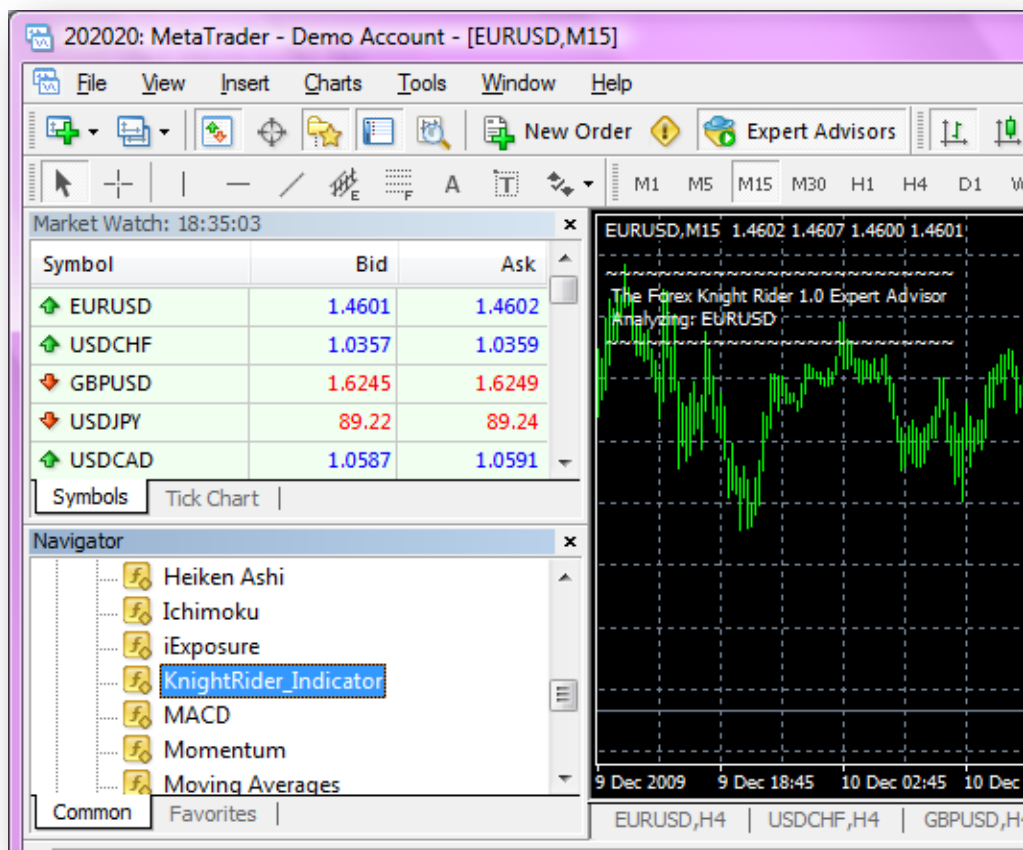 202020: MetaTrader - Demo Account - [EURUSD,M15]
File View Insert Charts Tools Window Help
New Order Expert Advisors
E F A T M1 M5 M15 M30 H1 H4 D1
Market Watch: 18:35:03
Symbol Bid Ask
EURUSD 1.4601 1.4602
USDCHF 1.0357 1.0359
GBPUSD 1.6245 1.6249
USDJPY 89.22 89.24
USDCAD 1.0587 1.0591
Symbols Tick Chart
Navigator
Heiken Ashi
Ichimoku
iExposure
KnightRider_Indicator
MACD
Momentum
Moving Averages
Common Favorites
EURUSD,M15 1.4602 1.4607 1.4600 1.4601
~~~~~~~~~~~~~~~~~~~~~~~~~~
The Forex Knight Rider 1.0 Expert Advisor
Analyzing: EURUSD
~~~~~~~~~~~~~~~~~~~~~~~~~~
9 Dec 2009 9 Dec 18:45 10 Dec 02:45 10 Dec
EURUSD,H4 USDCHF,H4 GBPUSD,H4